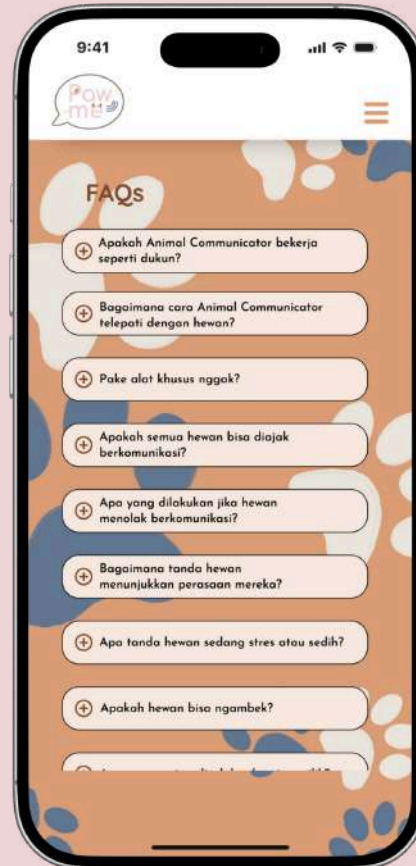 9:41
Paw
-me
FAQs
Apakah Animal Communicator bekerja
seperti dukun?
Bagaimana cara Animal Communicator
telepati dengan hewan?
Pake alat khusus nggak?
Apakah semua hewan bisa diajak
berkomunikasi?
Apa yang dilakukan jika hewan
menolak berkomunikasi?
Bagaimana tanda hewan
menunjukkan perasaan mereka?
Apa tanda hewan sedang stres atau sedih?
Apakah hewan bisa ngambek?